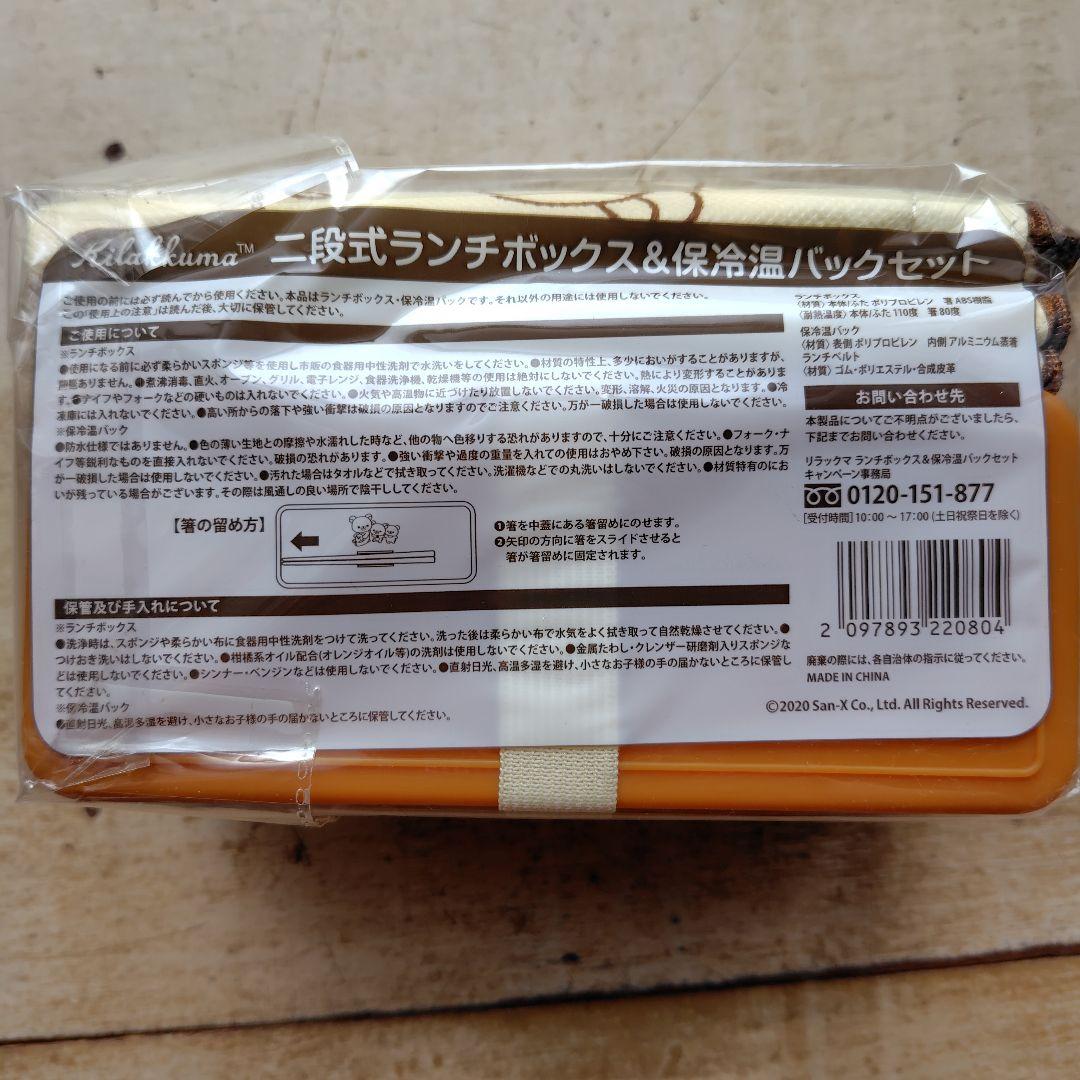 Rilakkuma™ 二段式ランチボックス&保冷温バックセット
ご使用の前には必ず読んでから使用ください。本品はランチボックス・保冷温パックです。それ以外の用途には使用しないでください。
この「使用上の注意」は読んだ後、大切に保管してください。
ご使用について
※ランチボックス
●使用になる前に必ず柔らかいスポンジ等を使用し市販の食器用中性洗剤で水洗いをしてください。●材質の特性上、多少においがすることがありますが、
問題ありません。●煮沸消毒、直火、オーブン、グリル、電子レンジ、食器洗浄機、乾燥機等の使用は絶対にしないでください。熱により変形することがありま
す。●ナイフやフォークなどの硬いものは入れないでください。●火気や高温物に近づけたり放置しないでください。変形、溶解、火災の原因となります。●冷
凍庫には入れないでください。●高い所からの落下や強い衝撃は破損の原因となりますのでご注意ください。万が一破損した場合は使用しないでください。
※保冷温パック
●防水仕様ではありません。●色の薄い生地との摩擦や水濡れした時など、他の物へ色移りする恐れがありますので、十分にご注意ください。●フォーク・ナ
イフ等鋭利なものを直接入れないでください。破損の恐れがあります。●強い衝撃や過度の重量を入れての使用はおやめ下さい。破損の原因となります。万
が一破損した場合は使用しないでください。●汚れた場合はタオルなどで拭き取ってください。洗濯機などでの丸洗いはしないでください。●材質特有のにお
いが残っている場合がございます。その際は風通しの良い場所で陰干ししてください。
【箸の留め方】
❶箸を中蓋にある箸留めにのせます。
❷矢印の方向に箸をスライドさせると
箸が箸留めに固定されます。
保管及び手入れについて
※ランチボックス
●洗浄時は、スポンジや柔らかい布に食器用中性洗剤をつけて洗ってください。洗った後は柔らかい布で水気をよく拭き取って自然乾燥させてください。●
つけおき洗いはしないでください。●柑橘系オイル配合(オレンジオイル等)の洗剤は使用しないでください。●金属たわし・クレンザー研磨剤入りスポンジな
どは使用しないでください。●シンナー・ベンジンなどは使用しないでください。●直射日光、高温多湿を避け、小さなお子様の手の届かないところに保管し
てください。
※保冷温パック
●直射日光、高温多湿を避け、小さなお子様の手の届かないところに保管してください。
ランチボックス
〈材質〉本体/ふた ポリプロピレン 箸 ABS樹脂
〈耐熱温度〉本体/ふた 110度 箸 80度
保冷温パック
〈材質〉表側 ポリプロピレン 内側 アルミニウム蒸着
ランチベルト
〈材質〉ゴム・ポリエステル・合成皮革
お問い合わせ先
本製品についてご不明点がございましたら、
下記までお問い合わせください。
リラックマ ランチボックス&保冷温パックセット
キャンペーン事務局
0120-151-877
[受付時間] 10:00～17:00 (土日祝祭日を除く)
2 097893 220804
廃棄の際には、各自治体の指示に従ってください。
MADE IN CHINA
©2020 San-X Co., Ltd. All Rights Reserved.